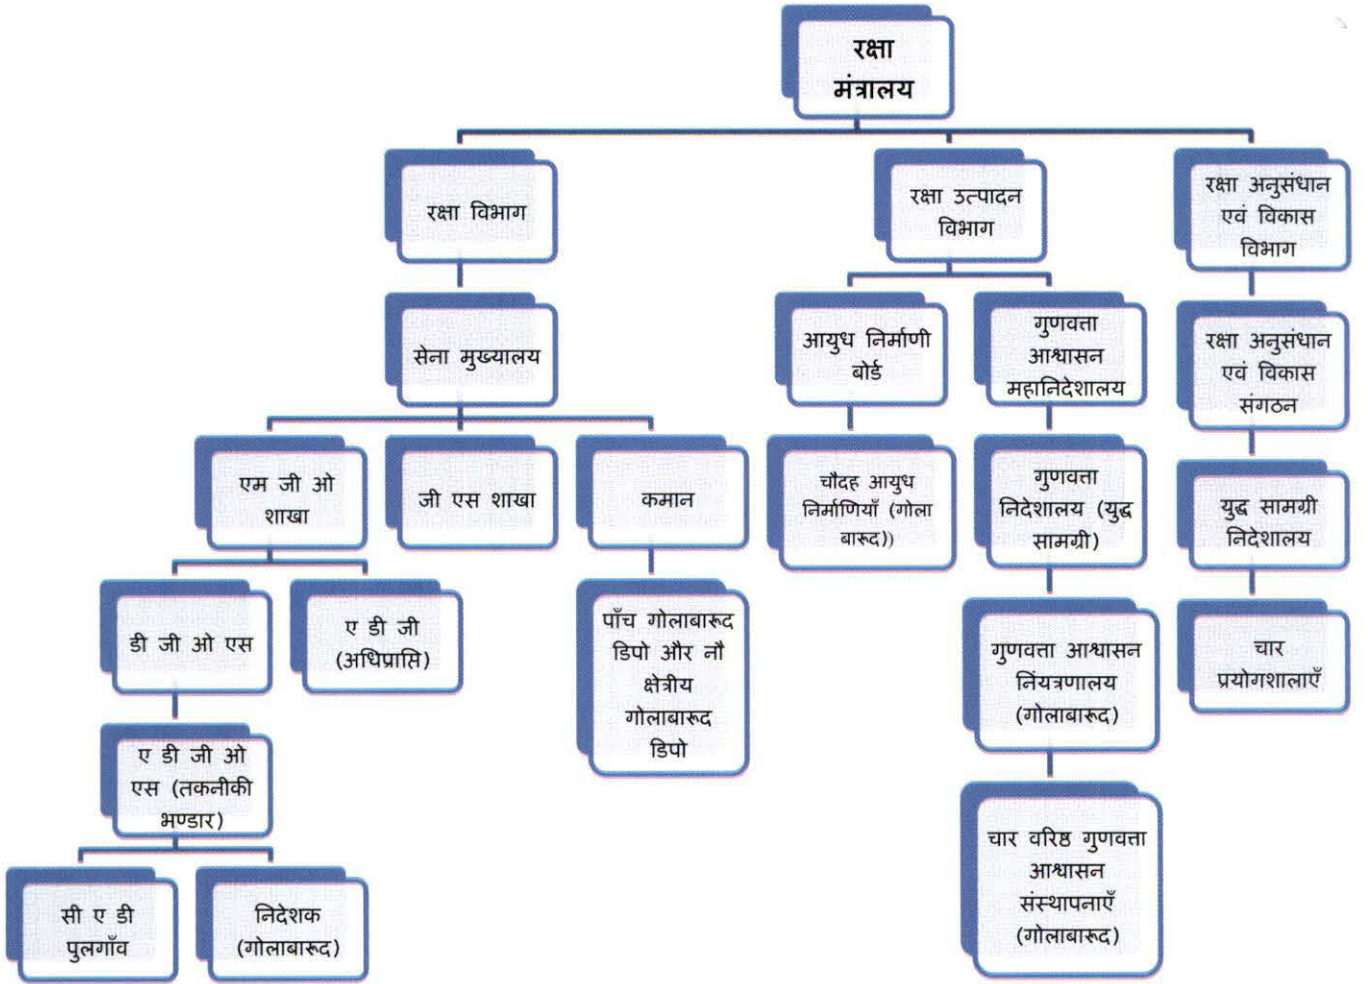 रक्षा
मंत्रालय
रक्षा विभाग
रक्षा उत्पादन
विभाग
रक्षा अनुसंधान
एवं विकास
विभाग
सेना मुख्यालय
आयुध निर्माणी
बोर्ड
गुणवत्ता
आश्वासन
महानिदेशालय
रक्षा अनुसंधान
एवं विकास
संगठन
एम जी ओ
शाखा
जी एस शाखा
कमान
चौदह आयुध
निर्माणियाँ (गोला
बारूद))
गुणवत्ता
निदेशालय (युद्ध
सामग्री)
युद्ध सामग्री
निदेशालय
डी जी ओ एस
ए डी जी
(अधिप्राप्ति)
पाँच गोलाबारूद
डिपो और नौ
क्षेत्रीय
गोलाबारूद
डिपो
गुणवत्ता आश्वासन
नियंत्रणालय
(गोलाबारूद)
चार
प्रयोगशालाएँ
ए डी जी ओ
एस (तकनीकी
भण्डार)
चार वरिष्ठ गुणवत्ता
आश्वासन
संस्थापनाएँ
(गोलाबारूद)
सी ए डी
पुलगाँव
निदेशक
(गोलाबारूद)